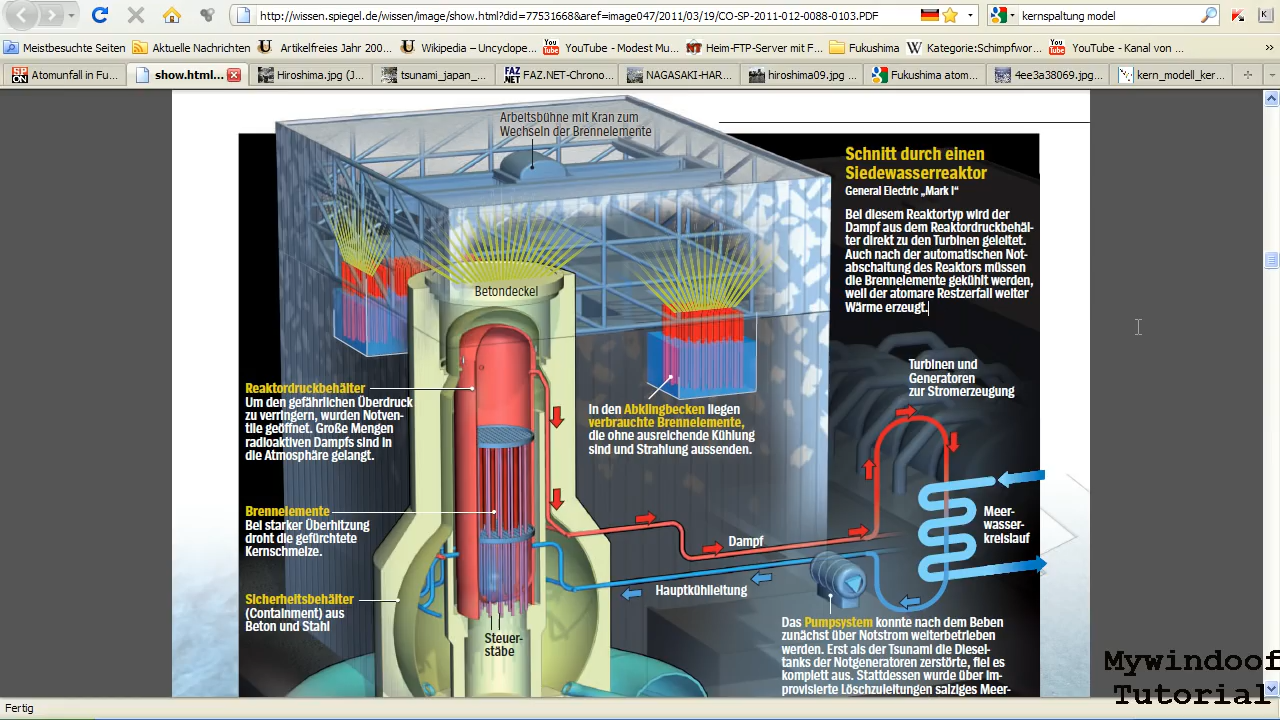 http://wissen.spiegel.de/wissen/image/show.html?did=77531668&aref=image047/2011/03/19/CO-SP-2011-012-0088-0103.PDF
kernspaltung model
Meistbesuchte Seiten
Aktuelle Nachrichten
Artikelfreies Jahr 200...
Wikipedia – Uncyclope...
YouTube - Modest Mu...
Heim-FTP-Server mit F...
Fukushima
Kategorie:Schimpfwor...
YouTube - Kanal von ...
Atomunfall in Fu...
show.html...
Hiroshima.jpg (J...
tsunami_japan_...
FAZ.NET-Chrono...
NAGASAKI-HAR...
hiroshima09.jpg ...
Fukushima atom...
4ee3a38069.jpg...
kern_modell_ker...
Arbeitsbühne mit Kran zum
Wechseln der Brennelemente
Schnitt durch einen
Siedewasserreaktor
General Electric „Mark I“
Bei diesem Reaktortyp wird der
Dampf aus dem Reaktordruckbehäl-
ter direkt zu den Turbinen geleitet.
Auch nach der automatischen Not-
abschaltung des Reaktors müssen
die Brennelemente gekühlt werden,
weil der atomare Restzerfall weiter
Wärme erzeugt.
Betondeckel
Turbinen und
Generatoren
zur Stromerzeugung
Reaktordruckbehälter
Um den gefährlichen Überdruck
zu verringern, wurden Notven-
tile geöffnet. Große Mengen
radioaktiven Dampfs sind in
die Atmosphäre gelangt.
In den Abklingbecken liegen
verbrauchte Brennelemente,
die ohne ausreichende Kühlung
sind und Strahlung aussenden.
Brennelemente
Bei starker Überhitzung
droht die gefürchtete
Kernschmelze.
Meer-
wasser-
kreislauf
Dampf
Hauptkühlleitung
Sicherheitsbehälter
(Containment) aus
Beton und Stahl
Steuer-
stäbe
Das Pumpsystem konnte nach dem Beben
zunächst über Notstrom weiterbetrieben
werden. Erst als der Tsunami die Diesel-
tanks der Notgeneratoren zerstörte, fiel es
komplett aus. Stattdessen wurde über im-
provisierte Löschzuleitungen salziges Meer-
Mywindoof
Tutorial
Fertig